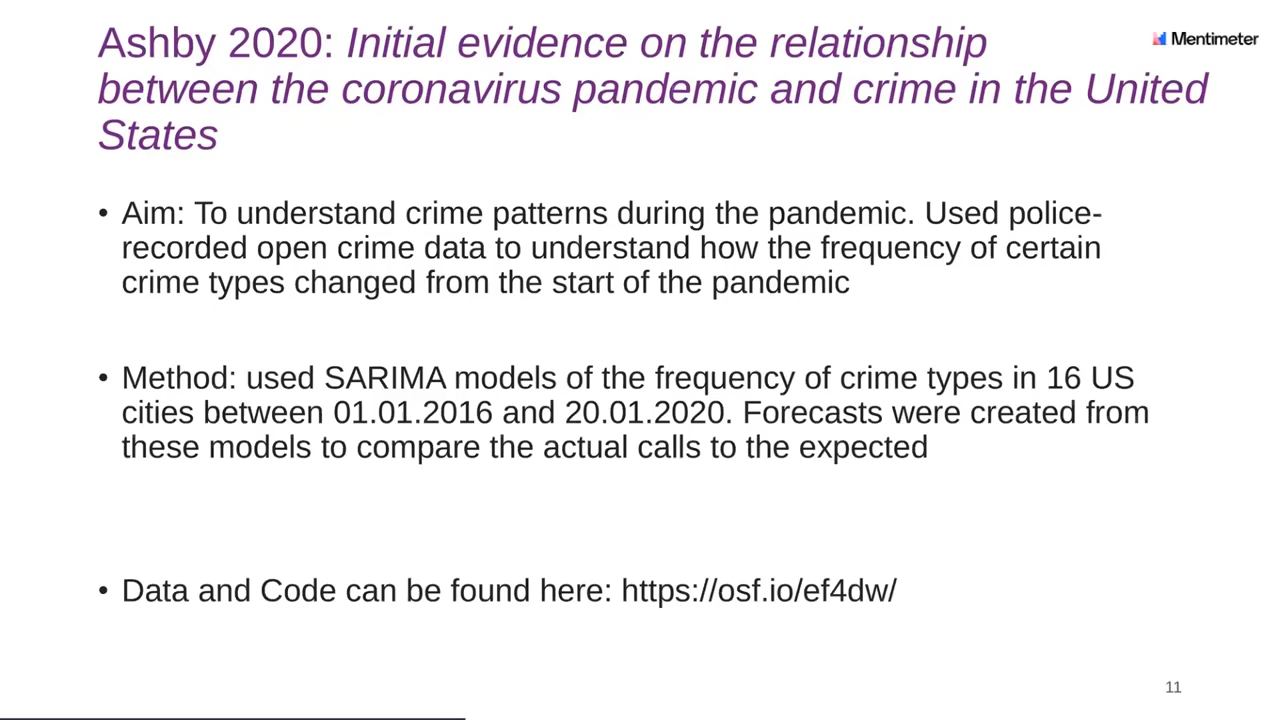 Ashby 2020: Initial evidence on the relationship
between the coronavirus pandemic and crime in the United
States
Mentimeter
• Aim: To understand crime patterns during the pandemic. Used police-
recorded open crime data to understand how the frequency of certain
crime types changed from the start of the pandemic
• Method: used SARIMA models of the frequency of crime types in 16 US
cities between 01.01.2016 and 20.01.2020. Forecasts were created from
these models to compare the actual calls to the expected
• Data and Code can be found here: https://osf.io/ef4dw/
11